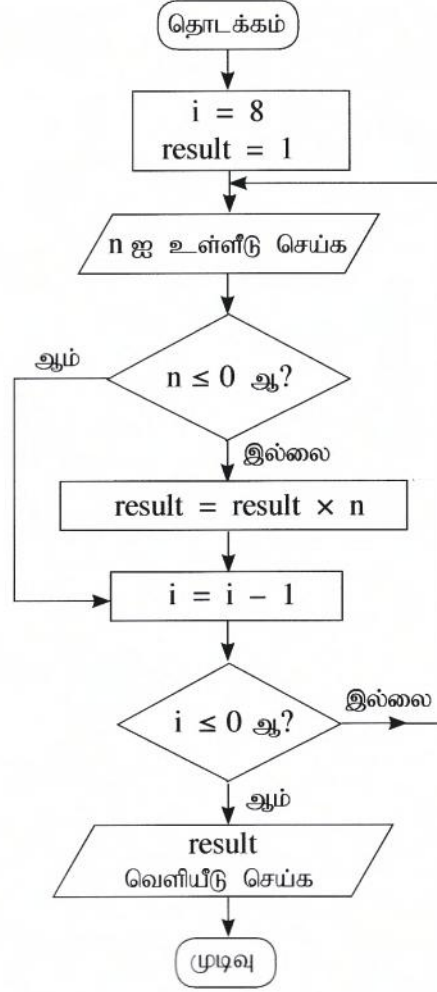 தொடக்கம்
i = 8
result = 1
n ஐ உள்ளீடு செய்க
n ≤ 0 ஆ?
ஆம்
இல்லை
result = result × n
i = i – 1
i ≤ 0 ஆ?
இல்லை
ஆம்
result
வெளியீடு செய்க
முடிவு